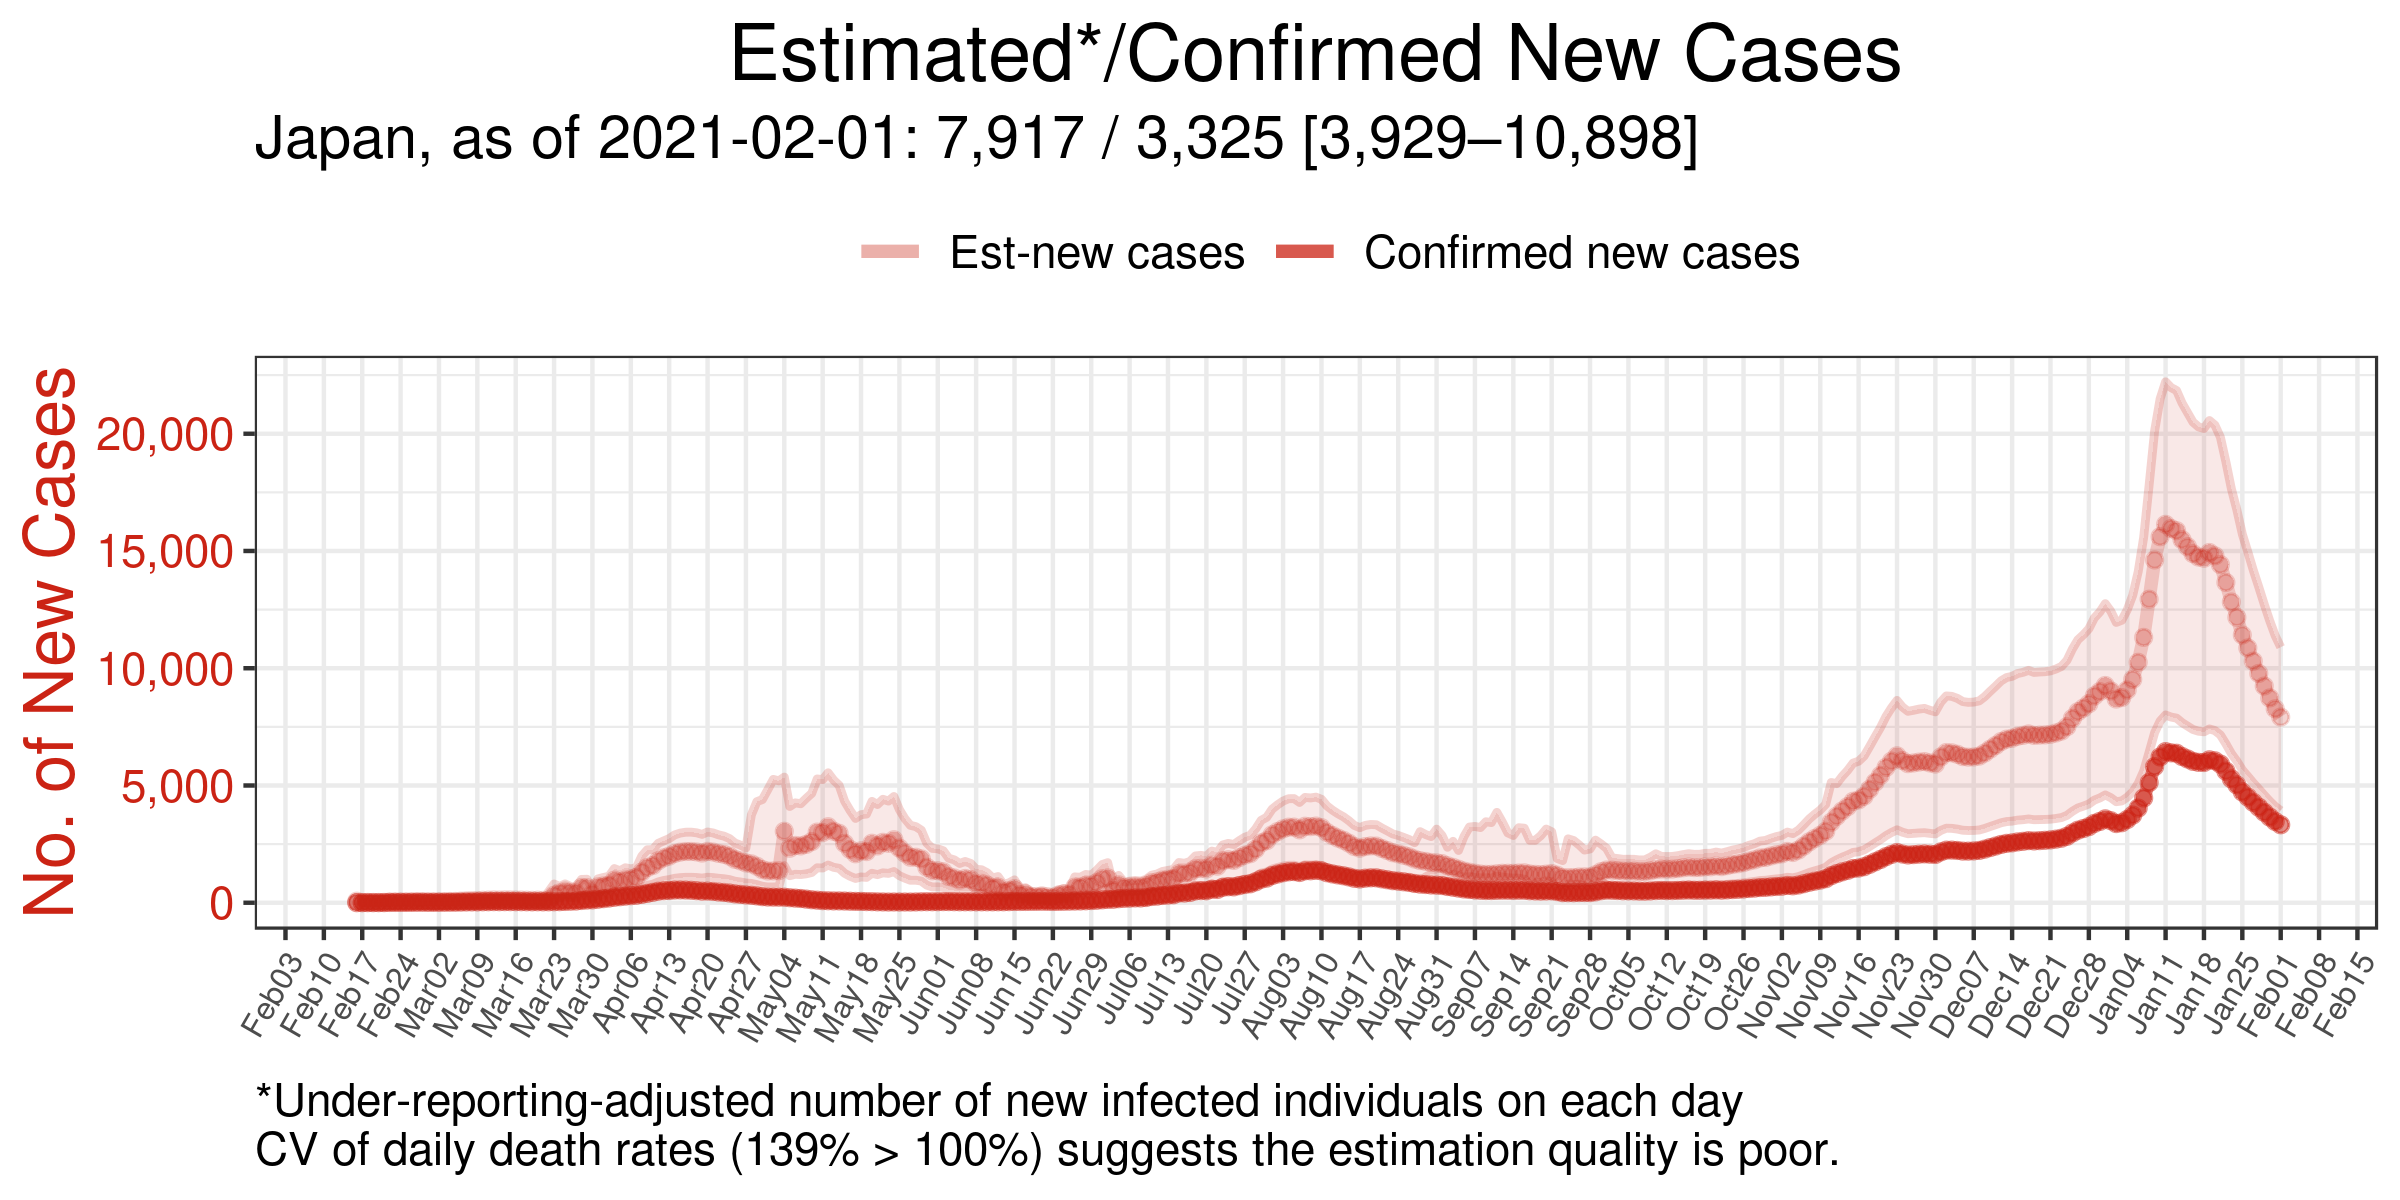 Estimated*/Confirmed New Cases
Japan, as of 2021-02-01: 7,917 / 3,325 [3,929–10,898]
Est-new cases Confirmed new cases
No. of New Cases
20,000
15,000
10,000
5,000
0
Feb03 Feb10 Feb17 Feb24 Mar02 Mar09 Mar16 Mar23 Mar30 Apr06 Apr13 Apr20 Apr27 May04 May11 May18 May25 Jun01 Jun08 Jun15 Jun22 Jun29 Jul06 Jul13 Jul20 Jul27 Aug03 Aug10 Aug17 Aug24 Aug31 Sep07 Sep14 Sep21 Sep28 Oct05 Oct12 Oct19 Oct26 Nov02 Nov09 Nov16 Nov23 Nov30 Dec07 Dec14 Dec21 Dec28 Jan04 Jan11 Jan18 Jan25 Feb01 Feb08 Feb15
*Under-reporting-adjusted number of new infected individuals on each day
CV of daily death rates (139% > 100%) suggests the estimation quality is poor.